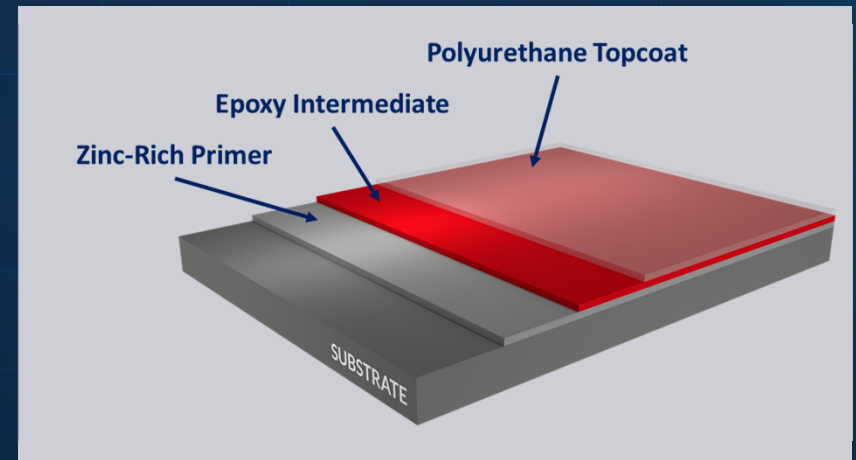 Polyurethane Topcoat
Epoxy Intermediate
Zinc-Rich Primer
SUBSTRATE